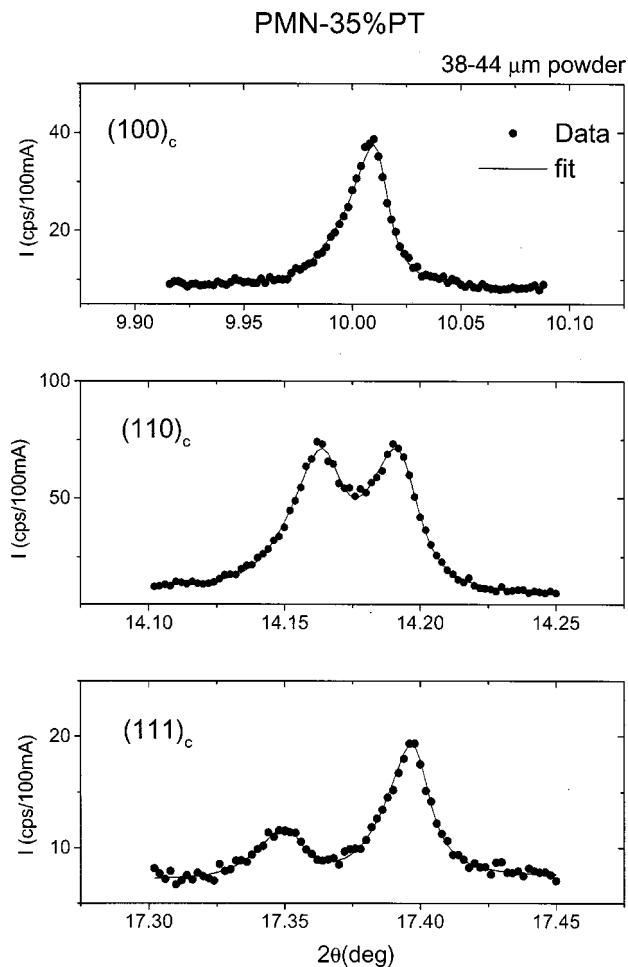 PMN-35%PT
38-44 μm powder
(100)c
Data
fit
I (cps/100mA)
40
20
9.90 9.95 10.00 10.05 10.10
(110)c
I (cps/100mA)
100
50
14.10 14.15 14.20 14.25
(111)c
I (cps/100mA)
20
10
17.30 17.35 17.40 17.45
2θ(deg)